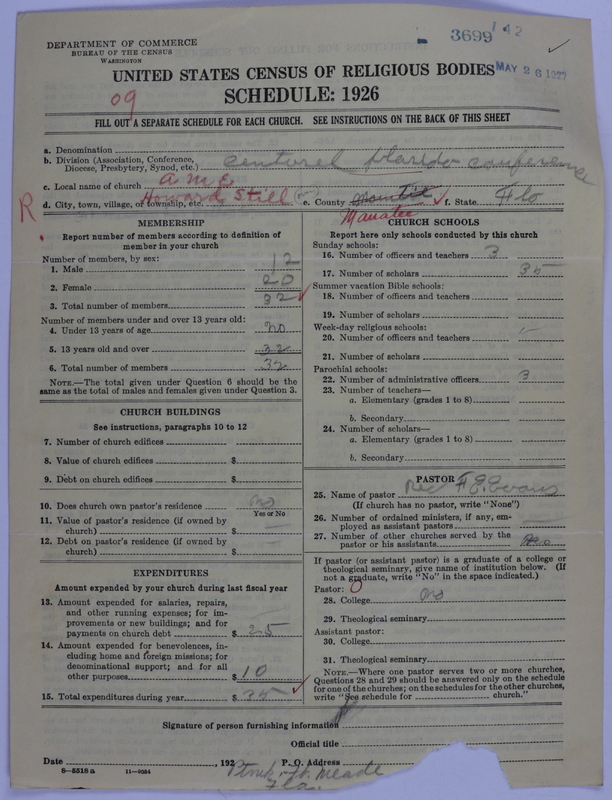 3699 142
MAY 26 1927
DEPARTMENT OF COMMERCE
BUREAU OF THE CENSUS
WASHINGTON
UNITED STATES CENSUS OF RELIGIOUS BODIES
SCHEDULE: 1926
09
FILL OUT A SEPARATE SCHEDULE FOR EACH CHURCH. SEE INSTRUCTIONS ON THE BACK OF THIS SHEET
a. Denomination
b. Division (Association, Conference, Diocese, Presbytery, Synod, etc.) conference
c. Local name of church A M E
R
d. City, town, village, or township, etc. Howard Still e. County Manatee f. State Flo
MEMBERSHIP
Report number of members according to definition of member in your church
Number of members, by sex:
1. Male 12
2. Female 20
3. Total number of members 32
Number of members under and over 13 years old:
4. Under 13 years of age no
5. 13 years old and over 32
6. Total number of members 32
NOTE.—The total given under Question 6 should be the same as the total of males and females given under Question 3.
CHURCH BUILDINGS
See instructions, paragraphs 10 to 12
7. Number of church edifices
8. Value of church edifices $
9. Debt on church edifices $
10. Does church own pastor's residence no
Yes or No
11. Value of pastor's residence (if owned by church) $
12. Debt on pastor's residence (if owned by church) $
EXPENDITURES
Amount expended by your church during last fiscal year
13. Amount expended for salaries, repairs, and other running expenses; for improvements or new buildings; and for payments on church debt $ 25
14. Amount expended for benevolences, including home and foreign missions; for denominational support; and for all other purposes $ 10
15. Total expenditures during year $ 35
CHURCH SCHOOLS
Report here only schools conducted by this church
Sunday schools:
16. Number of officers and teachers 3
17. Number of scholars 35
Summer vacation Bible schools:
18. Number of officers and teachers
19. Number of scholars
Week-day religious schools:
20. Number of officers and teachers
21. Number of scholars
Parochial schools:
22. Number of administrative officers 3
23. Number of teachers—
a. Elementary (grades 1 to 8)
b. Secondary
24. Number of scholars—
a. Elementary (grades 1 to 8)
b. Secondary
PASTOR
25. Name of pastor Rev F E Evans
(If church has no pastor, write "None")
26. Number of ordained ministers, if any, employed as assistant pastors
27. Number of other churches served by the pastor or his assistants no
If pastor (or assistant pastor) is a graduate of a college or theological seminary, give name of institution below. (If not a graduate, write "No" in the space indicated.)
Pastor: O
28. College no
29. Theological seminary
Assistant pastor:
30. College
31. Theological seminary
NOTE.—Where one pastor serves two or more churches, Questions 28 and 29 should be answered only on the schedule for one of the churches; on the schedules for the other churches, write "See schedule for church."
Signature of person furnishing information
Official title
Date , 192 P. O. Address
6—5518 a 11—9054
Ft. Meade
Fla.